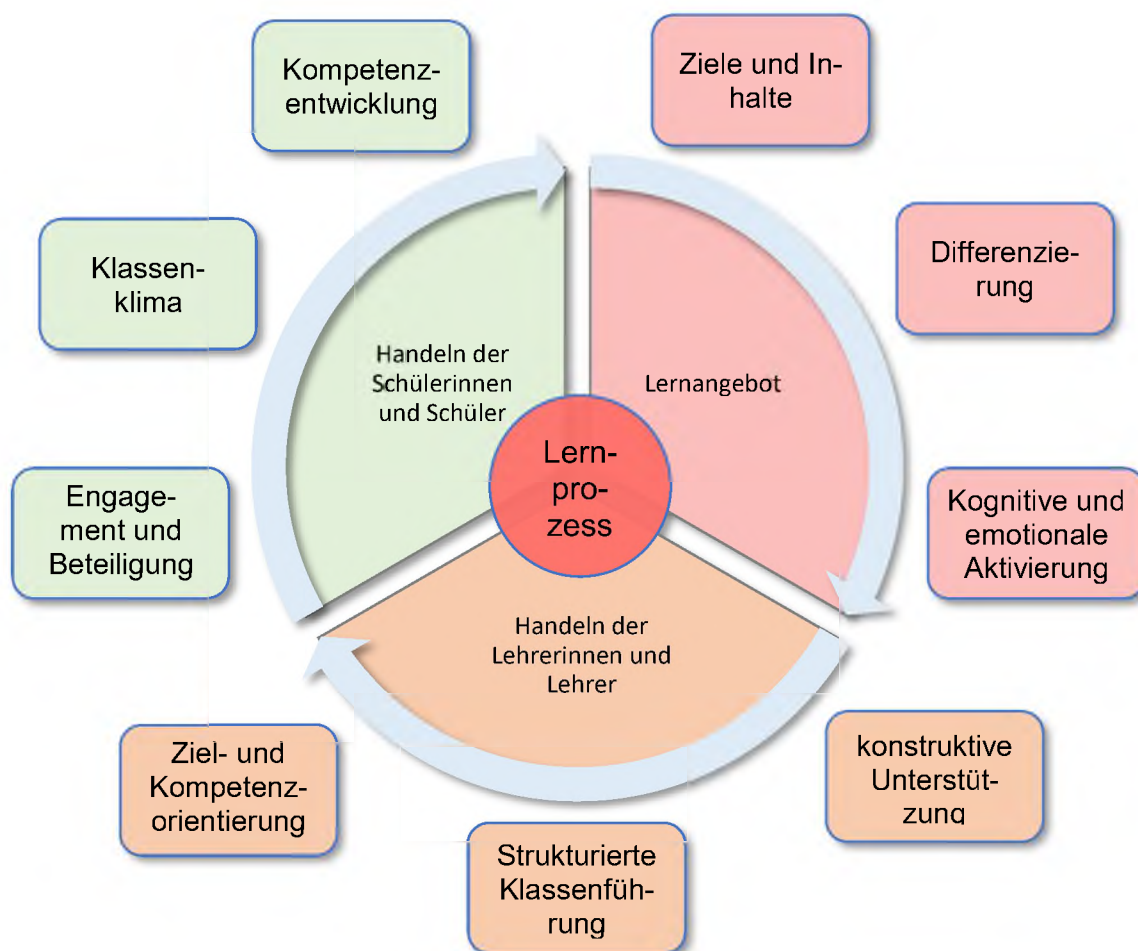 Kompetenz-
entwicklung
Ziele und In-
halte
Klassen-
klima
Differenzie-
rung
Handeln der
Schülerinnen
und Schüler
Lernangebot
Lern-
pro-
zess
Engage-
ment und
Beteiligung
Kognitive und
emotionale
Aktivierung
Handeln der
Lehrerinnen und
Lehrer
Ziel- und
Kompetenz-
orientierung
konstruktive
Unterstüt-
zung
Strukturierte
Klassenfüh-
rung